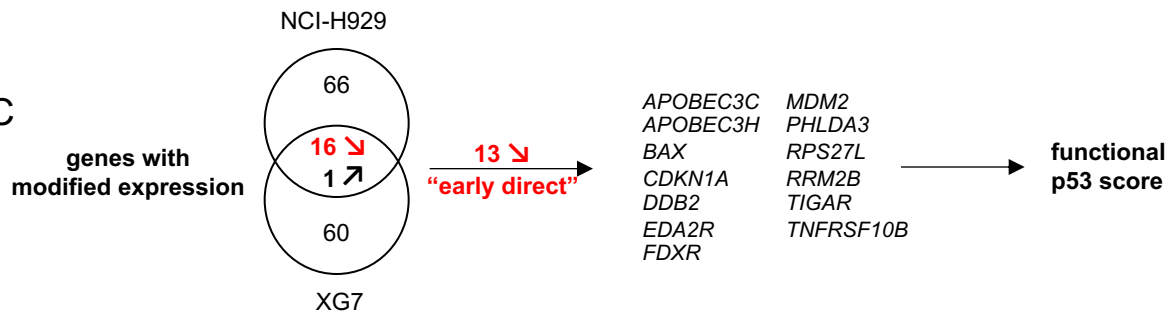 NCI-H929
C
66
genes with
modified expression
16 ↘
1 ↗
60
XG7
13 ↘
“early direct”
APOBEC3C
APOBEC3H
BAX
CDKN1A
DDB2
EDA2R
FDXR
MDM2
PHLDA3
RPS27L
RRM2B
TIGAR
TNFRSF10B
functional
p53 score